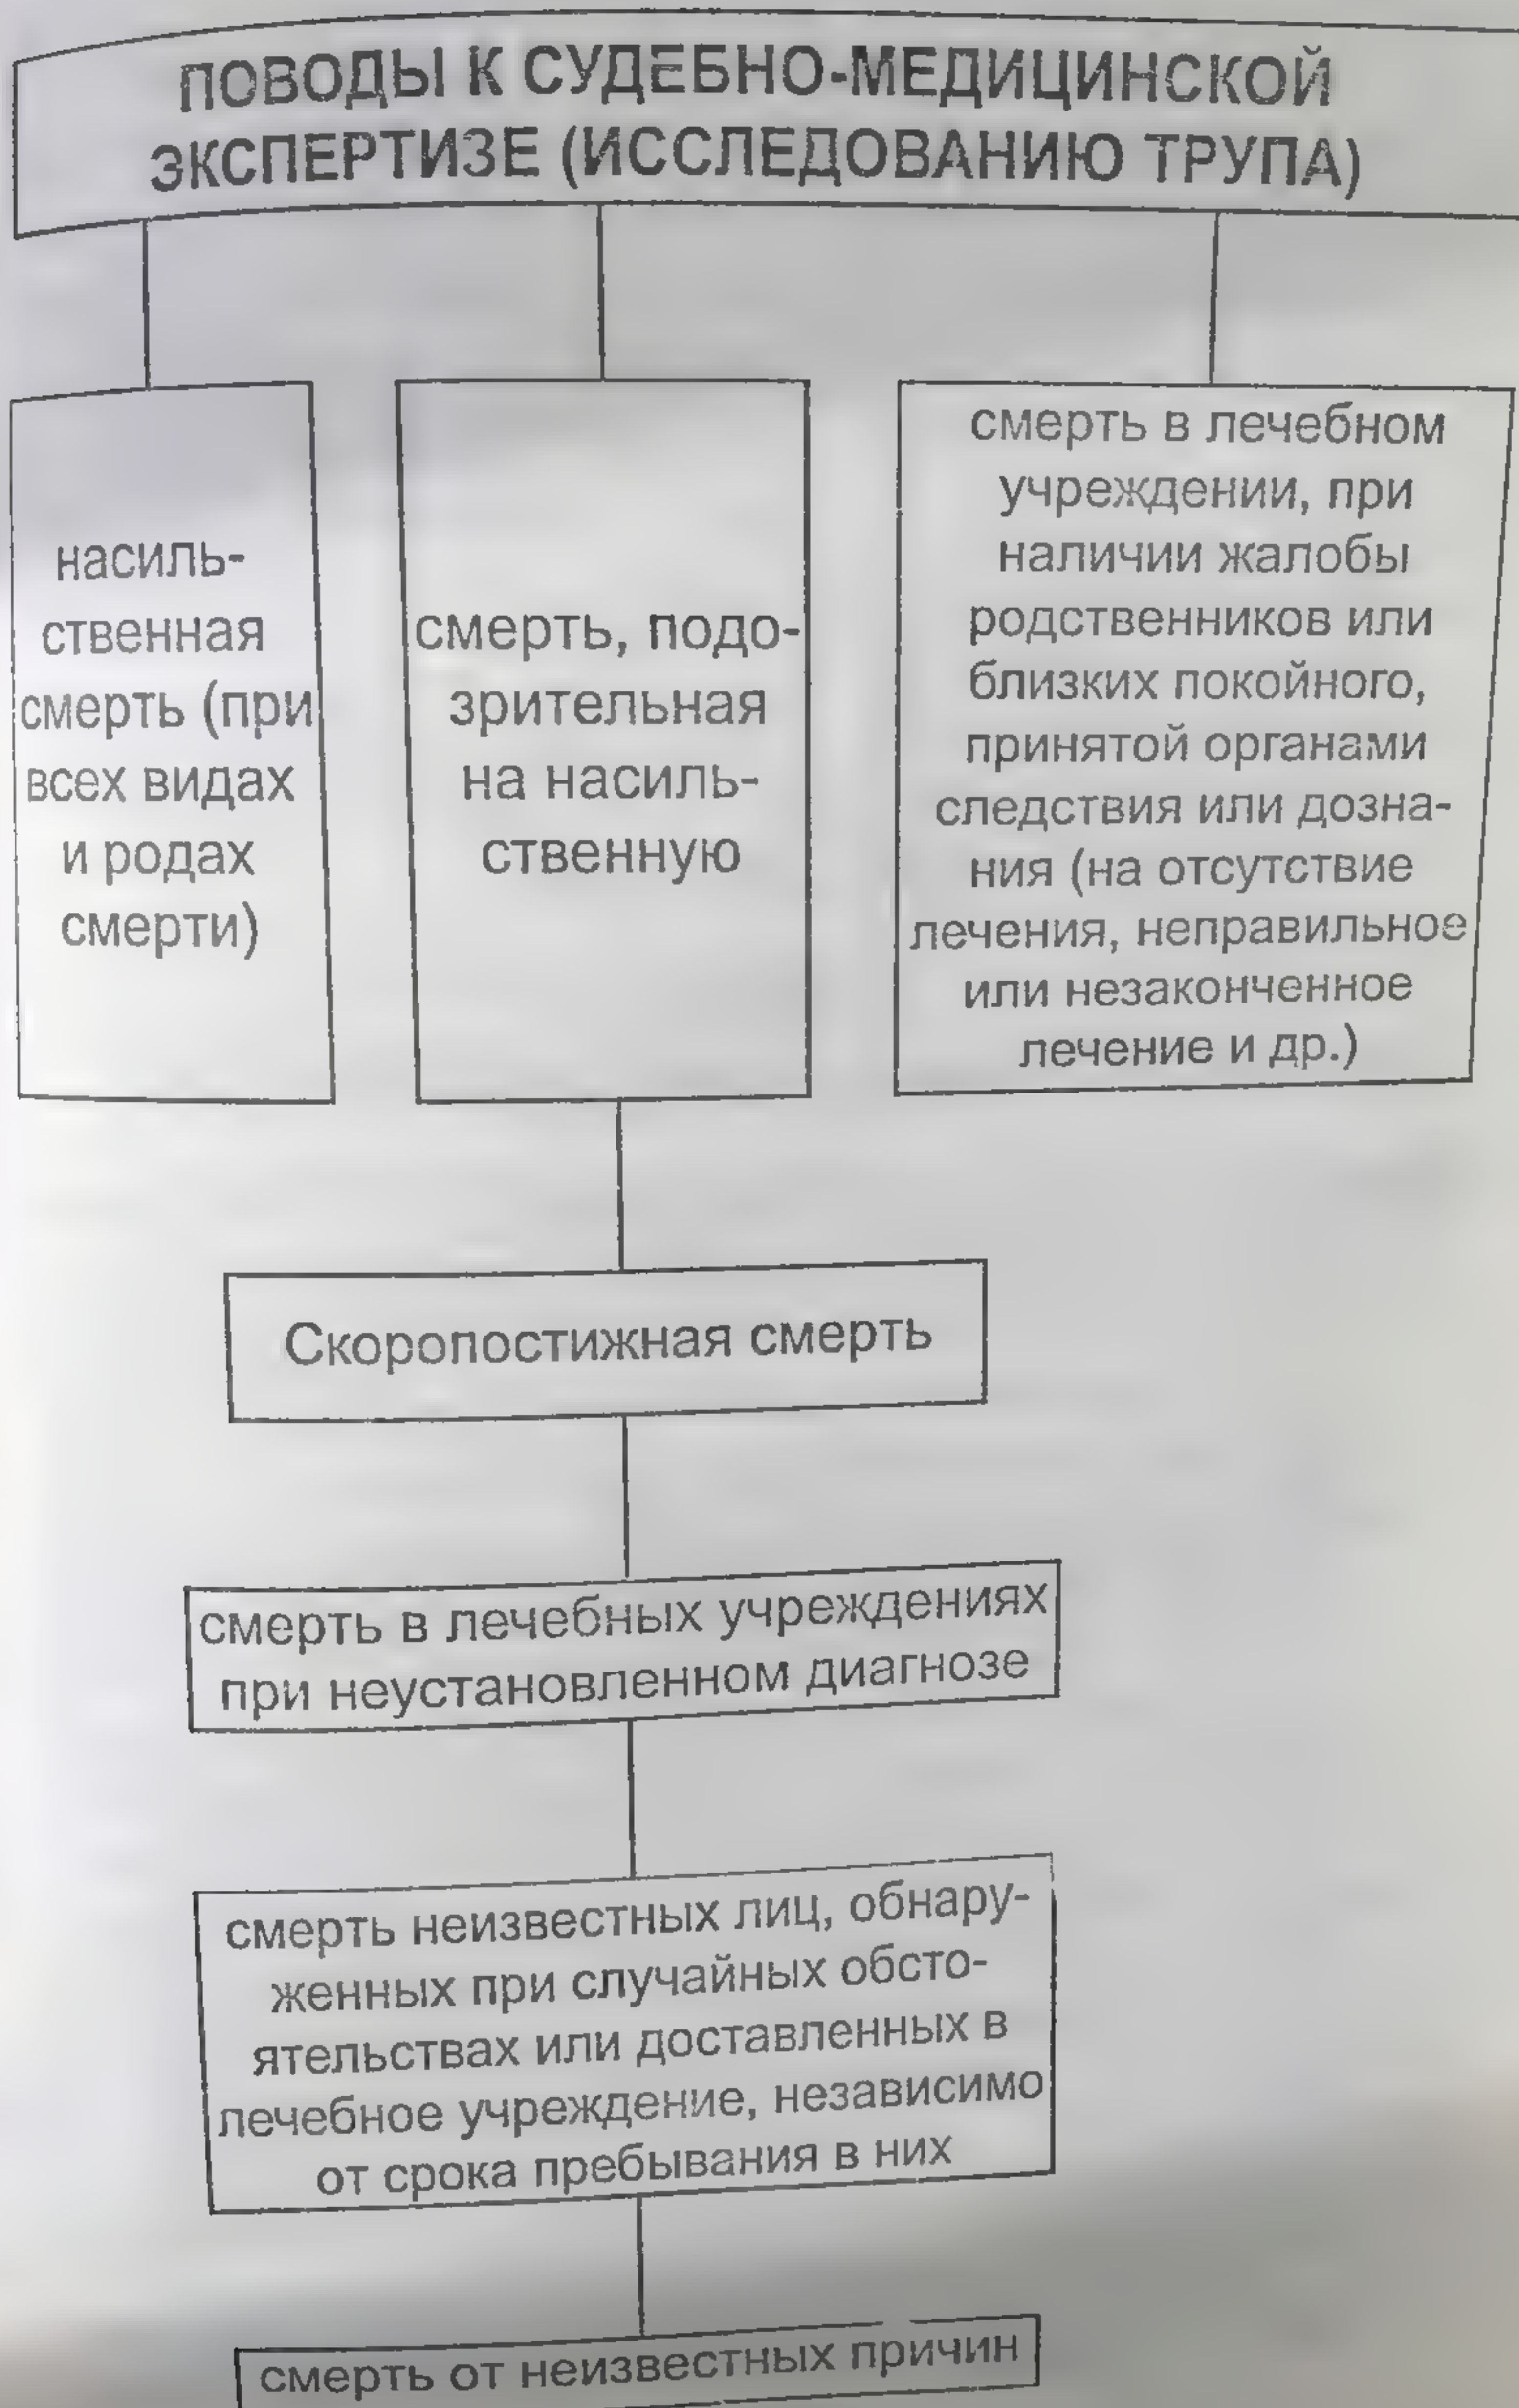 ПОВОДЫ К СУДЕБНО-МЕДИЦИНСКОЙ
ЭКСПЕРТИЗЕ (ИССЛЕДОВАНИЮ ТРУПА)
насиль-
ственная
смерть (при
всех видах
и родах
смерти)
смерть, подо-
зрительная
на насиль-
ственную
смерть в лечебном
учреждении, при
наличии жалобы
родственников или
близких покойного,
принятой органами
следствия или дозна-
ния (на отсутствие
лечения, неправильное
или незаконченное
лечение и др.)
Скоропостижная смерть
смерть в лечебных учреждениях
при неустановленном диагнозе
смерть неизвестных лиц, обнару-
женных при случайных обсто-
ятельствах или доставленных в
лечебное учреждение, независимо
от срока пребывания в них
смерть от неизвестных причин